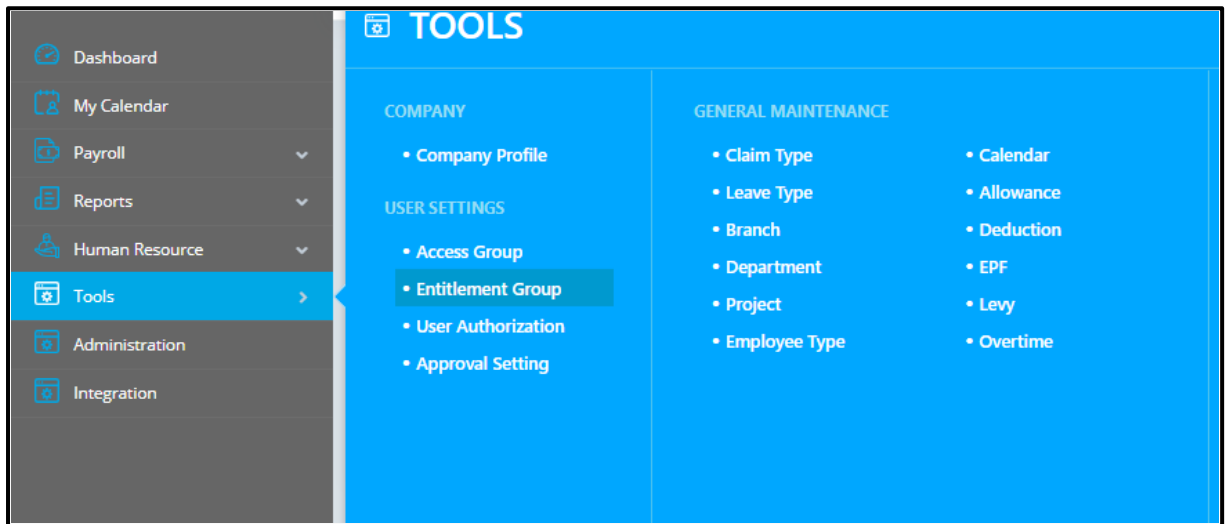 Dashboard
My Calendar
Payroll
Reports
Human Resource
Tools
Administration
Integration
TOOLS
COMPANY
• Company Profile
USER SETTINGS
• Access Group
• Entitlement Group
• User Authorization
• Approval Setting
GENERAL MAINTENANCE
• Claim Type
• Leave Type
• Branch
• Department
• Project
• Employee Type
• Calendar
• Allowance
• Deduction
• EPF
• Levy
• Overtime